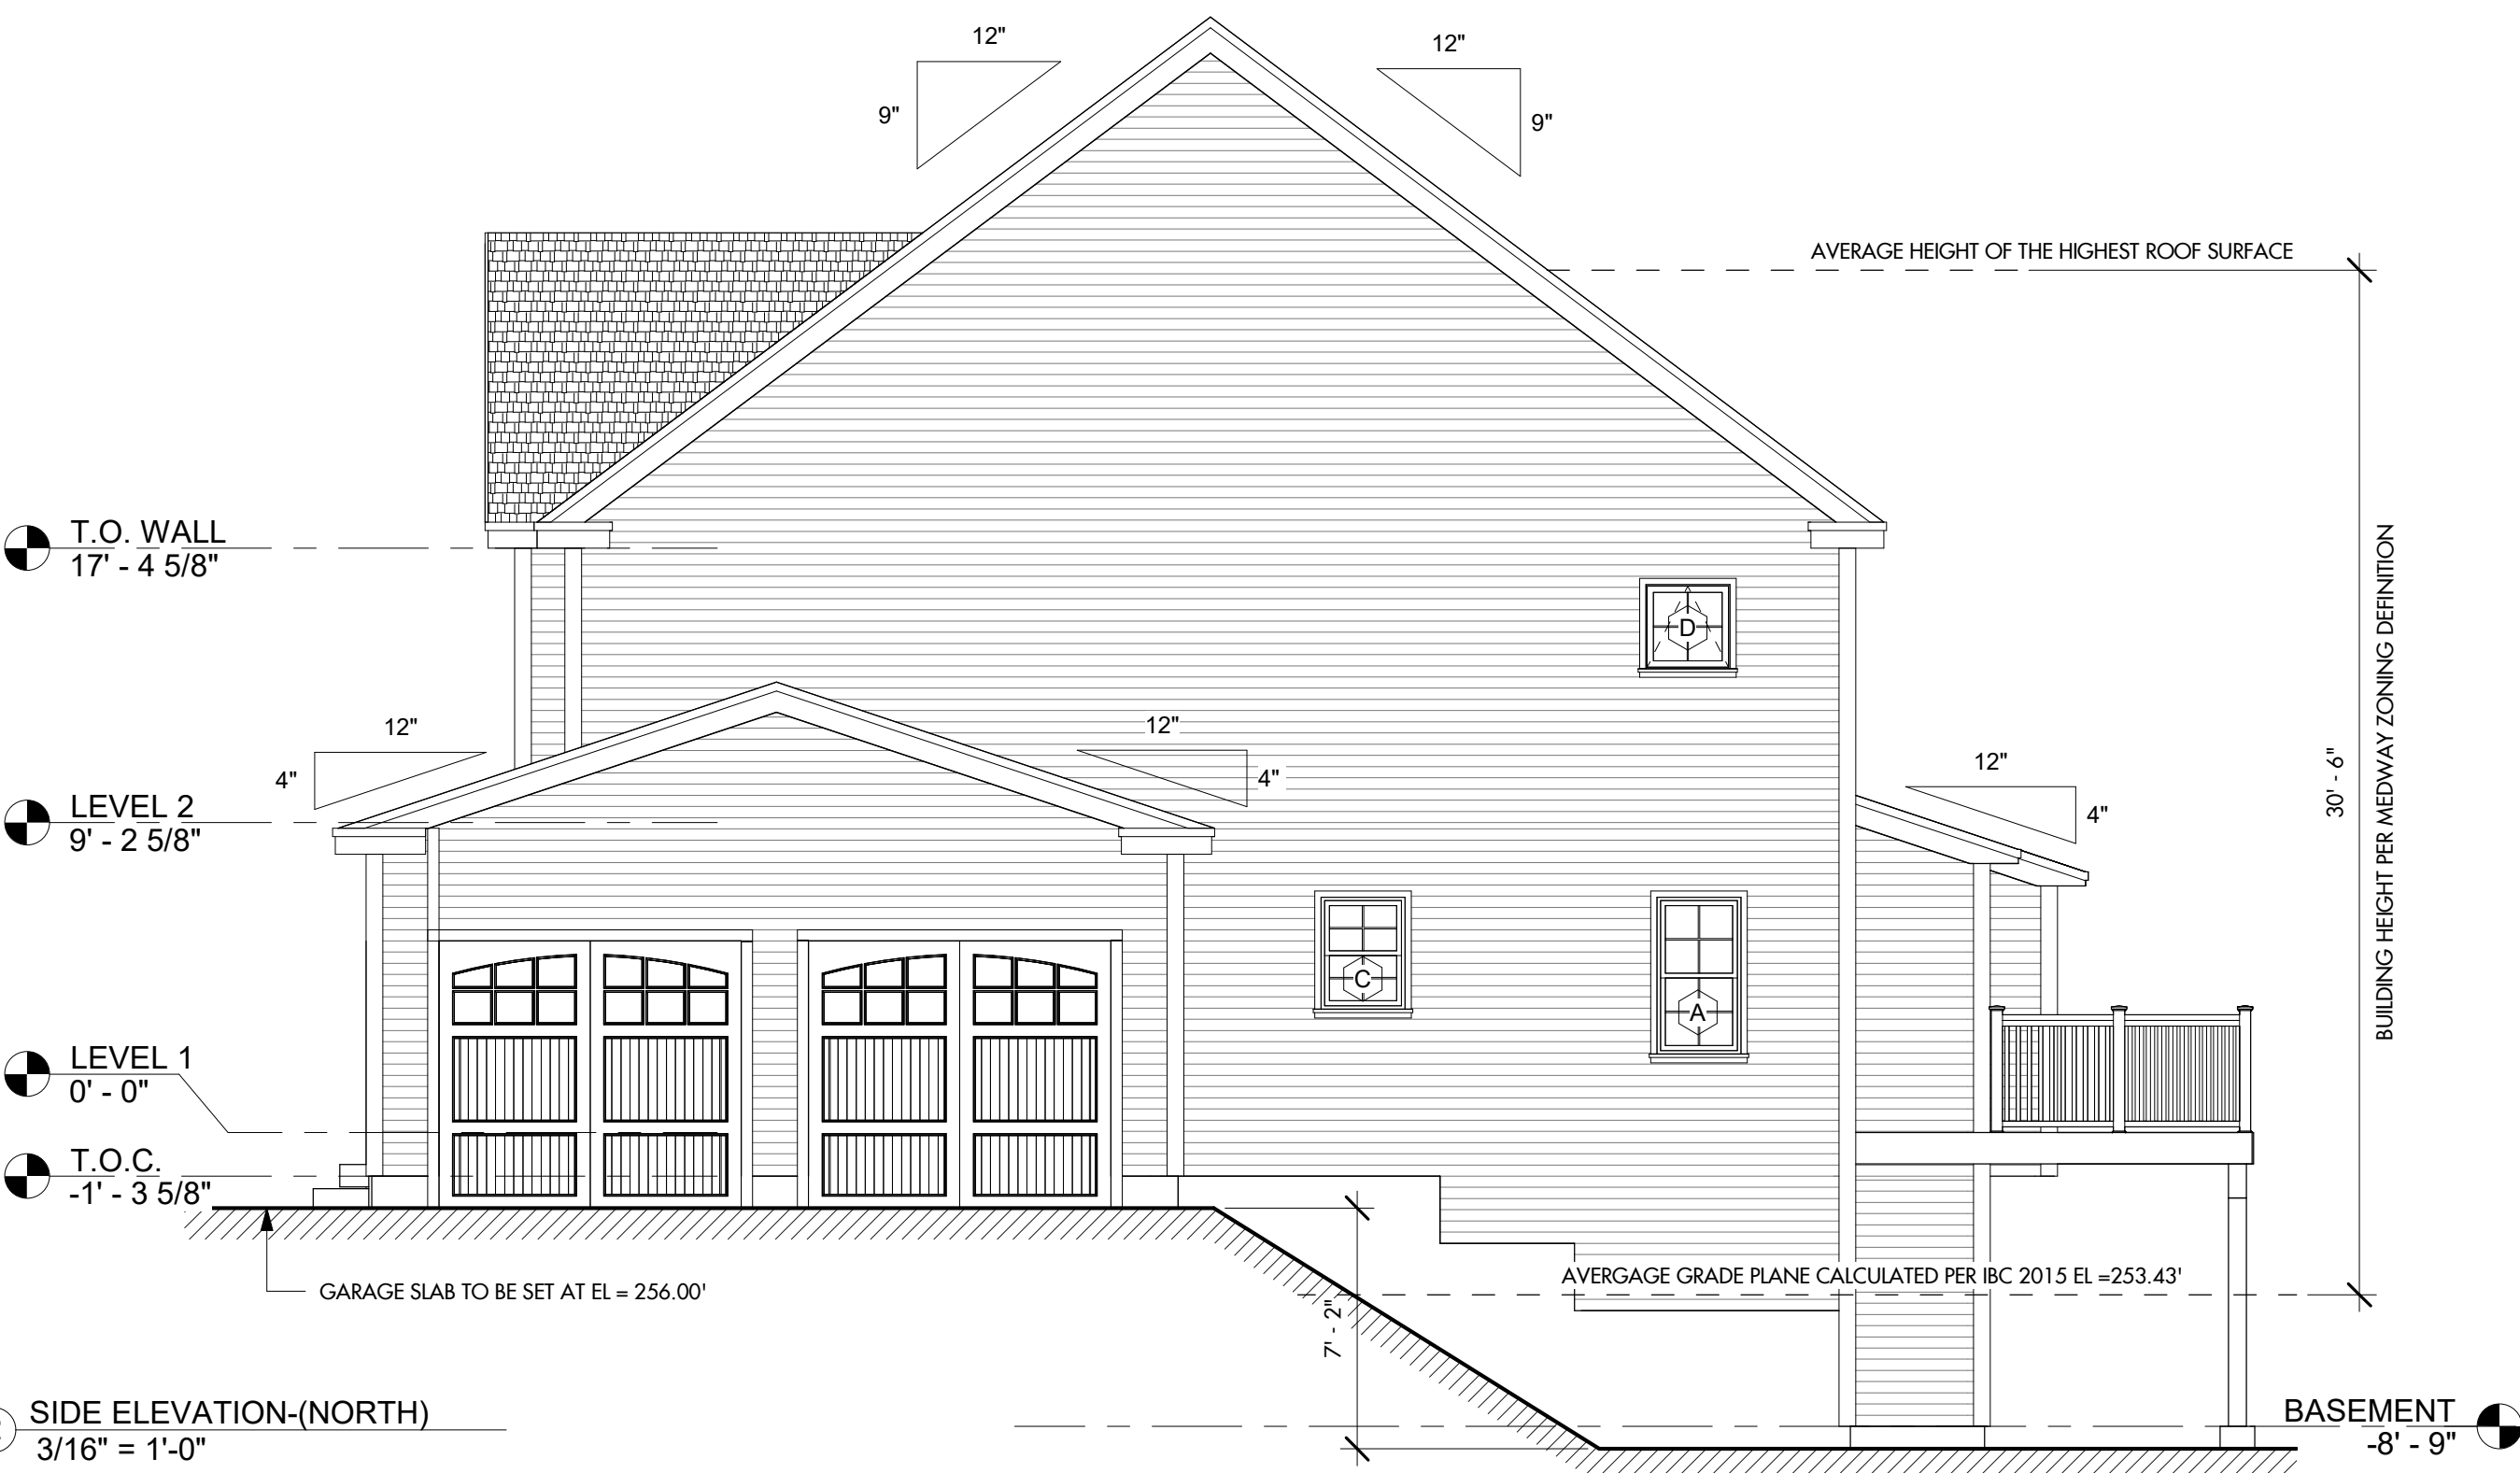 12"
12"
9"
9"
AVERAGE HEIGHT OF THE HIGHEST ROOF SURFACE
T.O. WALL
17' - 4 5/8"
D
12"
12"
12"
4"
4"
4"
30' - 6"
BUILDING HEIGHT PER MEDWAY ZONING DEFINITION
LEVEL 2
9' - 2 5/8"
C
A
LEVEL 1
0' - 0"
T.O.C.
-1' - 3 5/8"
AVERGAGE GRADE PLANE CALCULATED PER IBC 2015 EL =253.43'
GARAGE SLAB TO BE SET AT EL = 256.00'
7' - 2"
SIDE ELEVATION-(NORTH)
3/16" = 1'-0"
BASEMENT
-8' - 9"